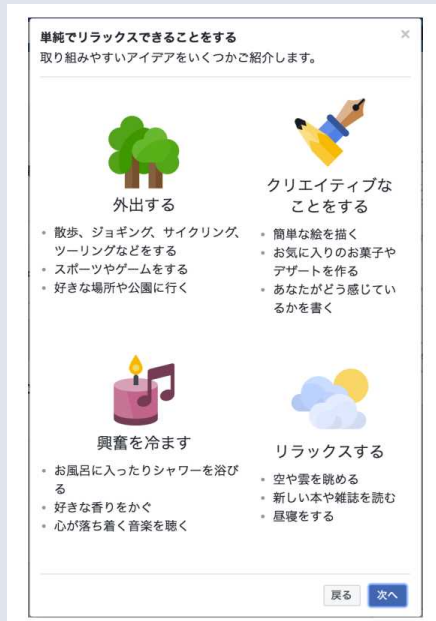 単純でリラックスできることをする
×
取り組みやすいアイデアをいくつかご紹介します。
外出する
• 散歩、ジョギング、サイクリング、
ツーリングなどをする
• スポーツやゲームをする
• 好きな場所や公園に行く
クリエイティブな
ことをする
• 簡単な絵を描く
• お気に入りのお菓子や
デザートを作る
• あなたがどう感じてい
るかを書く
興奮を冷ます
• お風呂に入ったりシャワーを浴び
る
• 好きな香りをかぐ
• 心が落ち着く音楽を聴く
リラックスする
• 空や雲を眺める
• 新しい本や雑誌を読む
• 昼寝をする
戻る
次へ